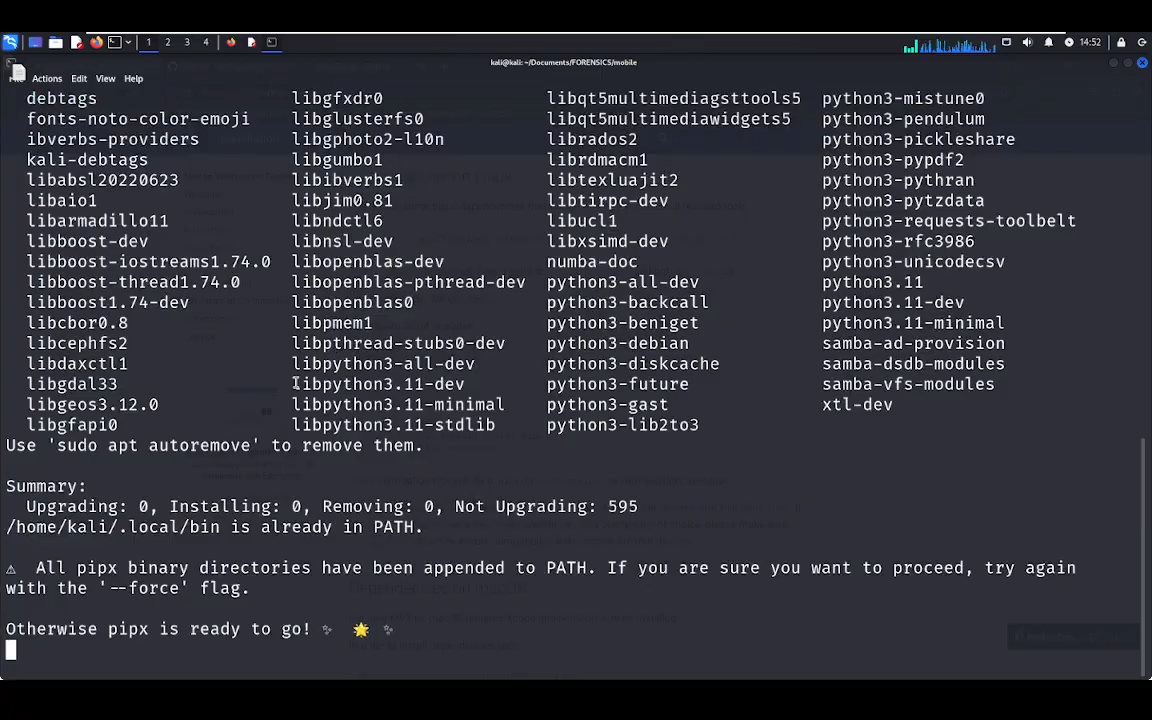 1 2 3 4 14:52
kali@kali: ~/Documents/FORENSICS/mobile
Actions Edit View Help
debtags libgfxdr0 libqt5multimediagsttools5 python3-mistune0
fonts-noto-color-emoji libglusterfs0 libqt5multimediawidgets5 python3-pendulum
ibverbs-providers libgphoto2-l10n librados2 python3-pickleshare
kali-debtags libgumbo1 librdmacm1 python3-pypdf2
libabsl20220623 libibverbs1 libtexluajit2 python3-pythran
libaio1 libjim0.81 libtirpc-dev python3-pytzdata
libarmadillo11 libndctl6 libucl1 python3-requests-toolbelt
libboost-dev libnsl-dev libxsimd-dev python3-rfc3986
libboost-iostreams1.74.0 libopenblas-dev numba-doc python3-unicodecsv
libboost-thread1.74.0 libopenblas-pthread-dev python3-all-dev python3.11
libboost1.74-dev libopenblas0 python3-backcall python3.11-dev
libcbor0.8 libpmem1 python3-beniget python3.11-minimal
libcephfs2 libpthread-stubs0-dev python3-debian samba-ad-provision
libdaxctl1 libpython3-all-dev python3-diskcache samba-dsdb-modules
libgdal33 libpython3.11-dev python3-future samba-vfs-modules
libgeos3.12.0 libpython3.11-minimal python3-gast xtl-dev
libgfapi0 libpython3.11-stdlib python3-lib2to3
Use 'sudo apt autoremove' to remove them.
Summary:
Upgrading: 0, Installing: 0, Removing: 0, Not Upgrading: 595
/home/kali/.local/bin is already in PATH.
⚠ All pipx binary directories have been appended to PATH. If you are sure you want to proceed, try again
with the '--force' flag.
Otherwise pipx is ready to go! ✨ 🌟 ✨